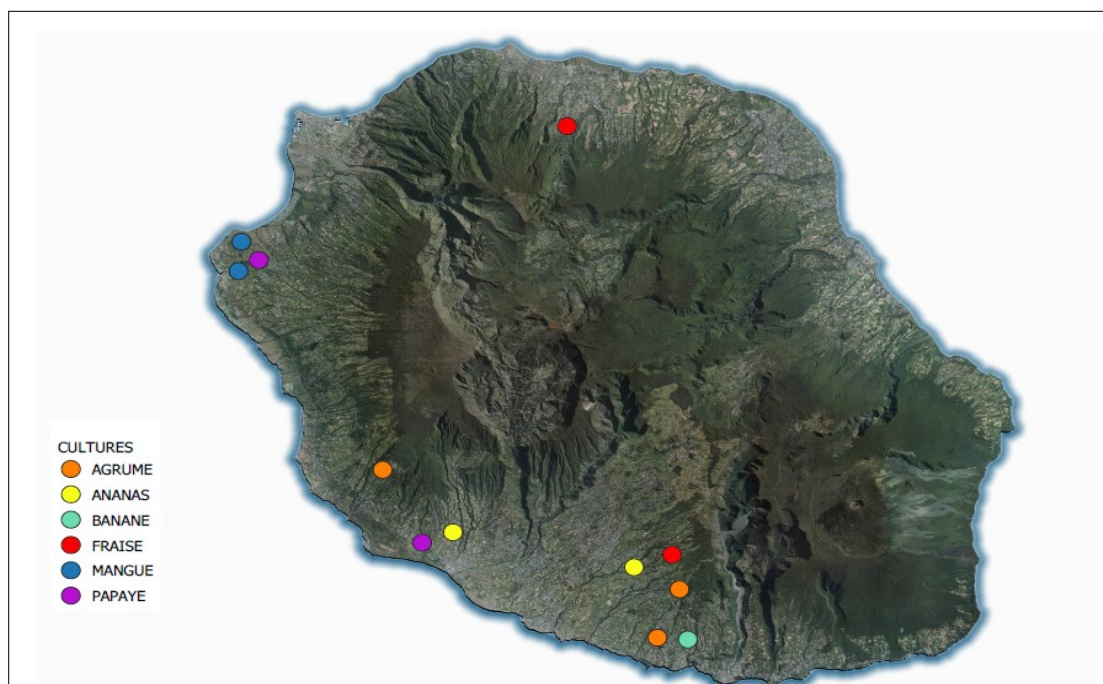 CULTURES
AGRUME
ANANAS
BANANE
FRAISE
MANGUE
PAPAYE